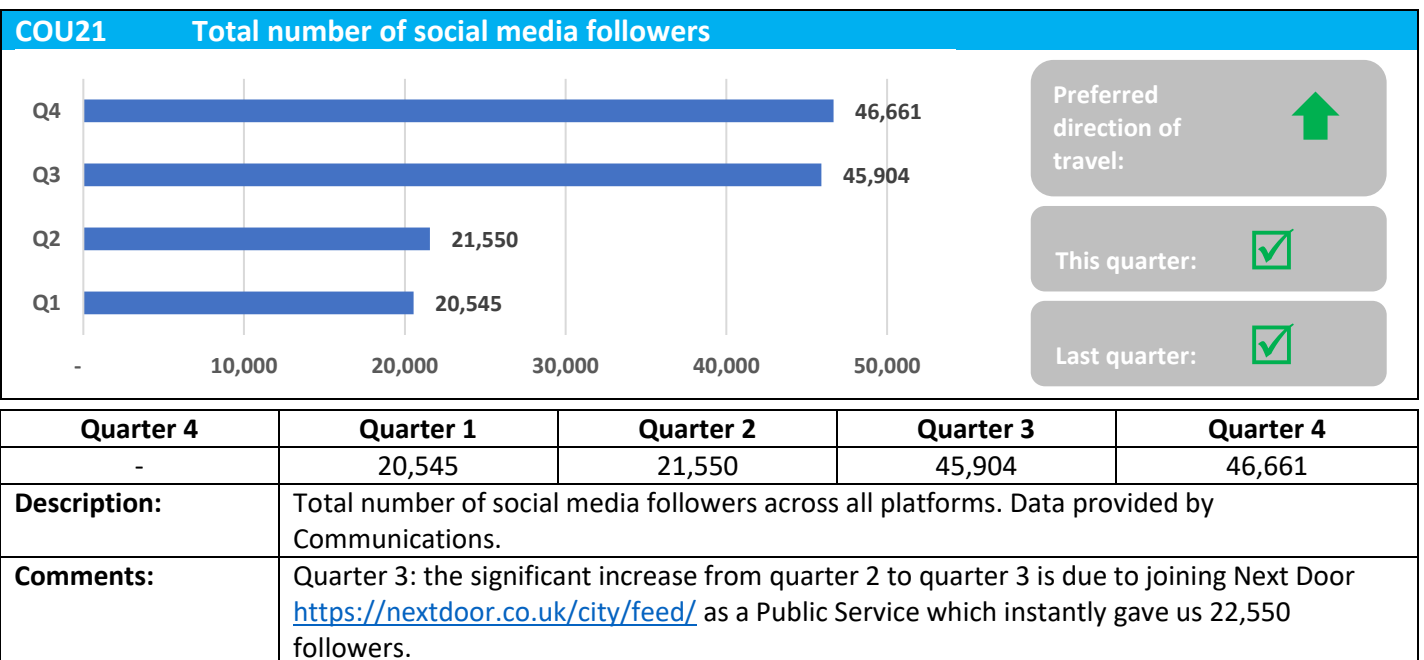 COU21 Total number of social media followers
Q4 46,661
Q3 45,904
Q2 21,550
Q1 20,545
- 10,000 20,000 30,000 40,000 50,000
Preferred
direction of
travel:
This quarter:
Last quarter:
Quarter 4 Quarter 1 Quarter 2 Quarter 3 Quarter 4
- 20,545 21,550 45,904 46,661
Description: Total number of social media followers across all platforms. Data provided by
Communications.
Comments: Quarter 3: the significant increase from quarter 2 to quarter 3 is due to joining Next Door
https://nextdoor.co.uk/city/feed/ as a Public Service which instantly gave us 22,550
followers.